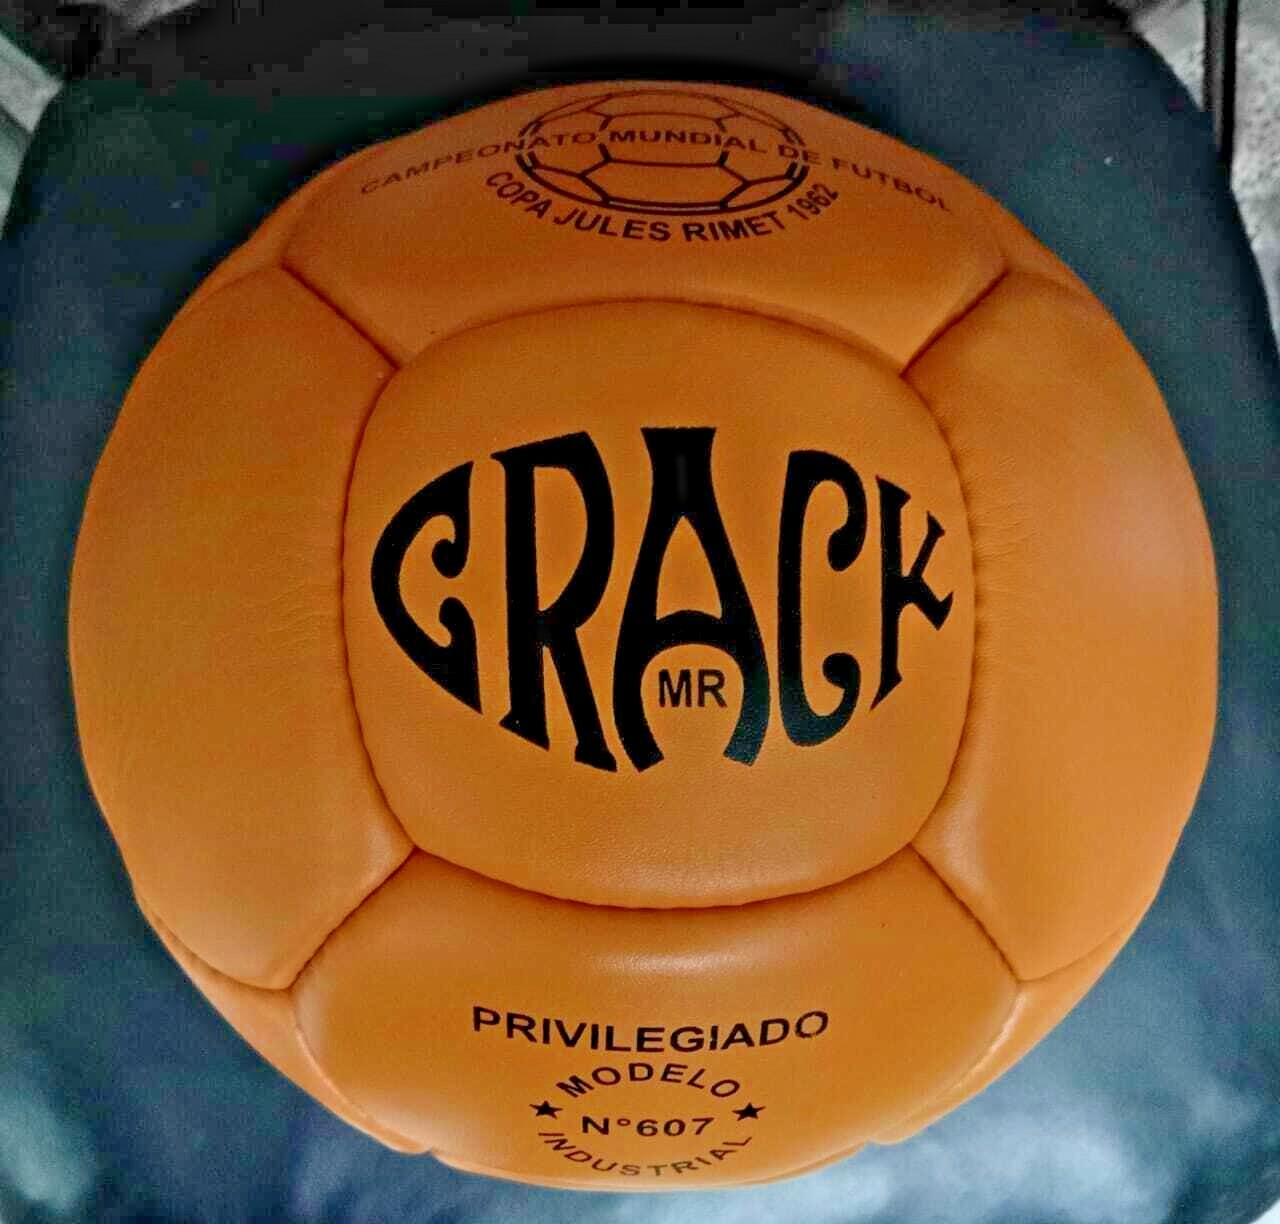 CAMPEONATO MUNDIAL DE FUTBOL
COPA JULES RIMET 1962
CRACK
MR
PRIVILEGIADO
MODELO
★ N°607 ★
INDUSTRIAL